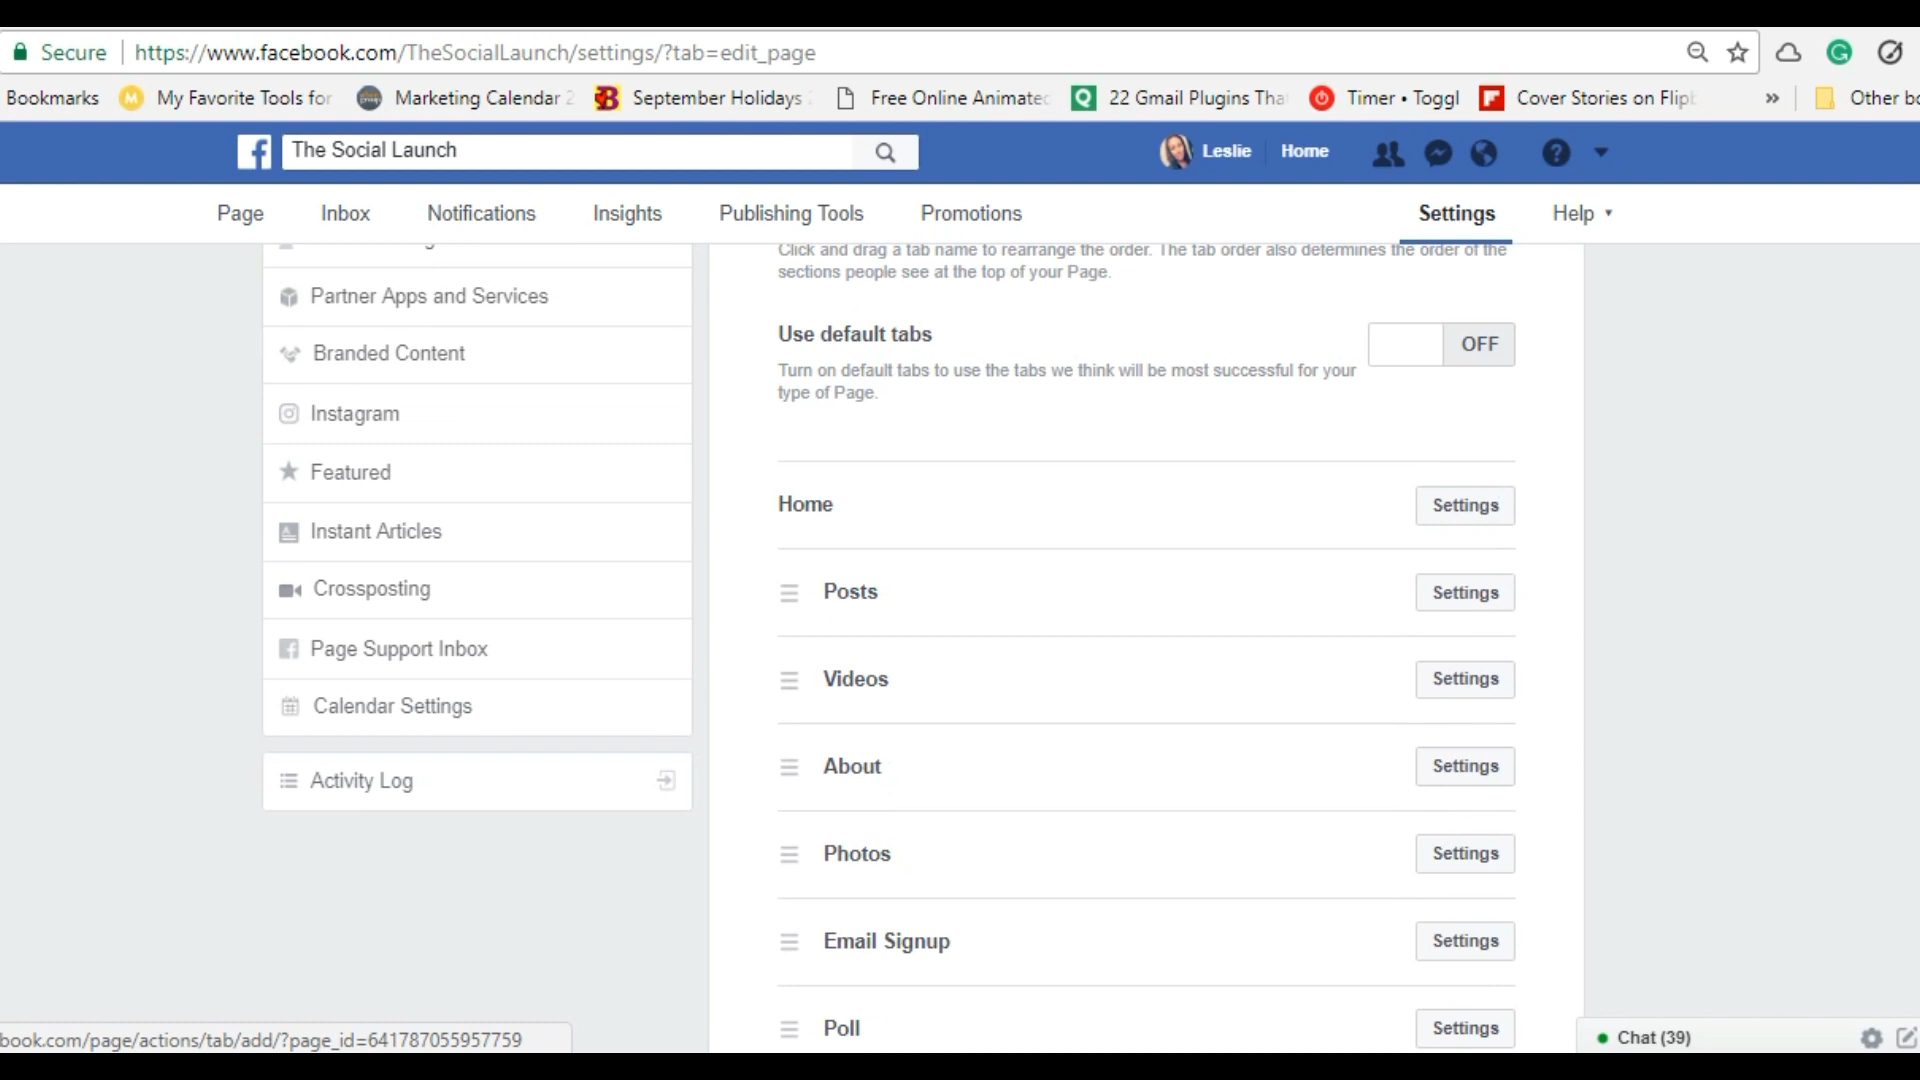 Secure https://www.facebook.com/TheSocialLaunch/settings/?tab=edit_page
Bookmarks My Favorite Tools for Marketing Calendar 2 September Holidays Free Online Animated 22 Gmail Plugins Tha Timer • Toggl Cover Stories on Flipb » Other bo
The Social Launch Leslie Home
Page Inbox Notifications Insights Publishing Tools Promotions Settings Help
Click and drag a tab name to rearrange the order. The tab order also determines the order of the
sections people see at the top of your Page.
Partner Apps and Services
Branded Content
Instagram
Featured
Instant Articles
Crossposting
Page Support Inbox
Calendar Settings
Activity Log
Use default tabs
OFF
Turn on default tabs to use the tabs we think will be most successful for your
type of Page.
Home Settings
Posts Settings
Videos Settings
About Settings
Photos Settings
Email Signup Settings
Poll Settings
book.com/page/actions/tab/add/?page_id=641787055957759
Chat (39)